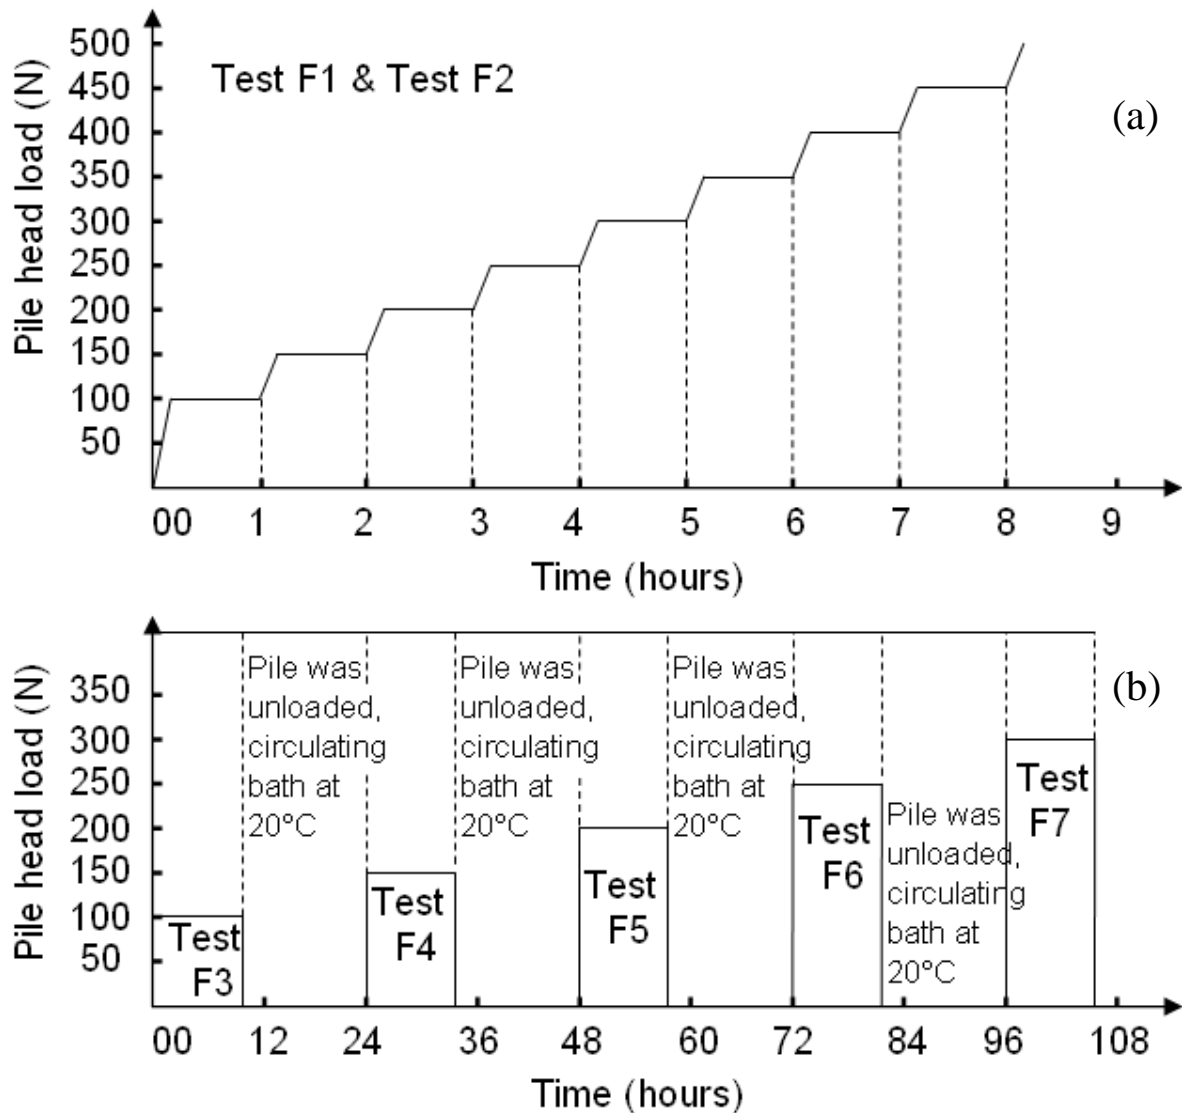 Pile head load (N)
500
450
400
350
300
250
200
150
100
50
Test F1 & Test F2
(a)
00 1 2 3 4 5 6 7 8 9
Time (hours)
Pile head load (N)
350
300
250
200
150
100
50
(b)
Test
F3
Pile was
unloaded,
circulating
bath at
20°C
Test
F4
Pile was
unloaded,
circulating
bath at
20°C
Test
F5
Pile was
unloaded,
circulating
bath at
20°C
Test
F6
Pile was
unloaded,
circulating
bath at
20°C
Test
F7
00 12 24 36 48 60 72 84 96 108
Time (hours)